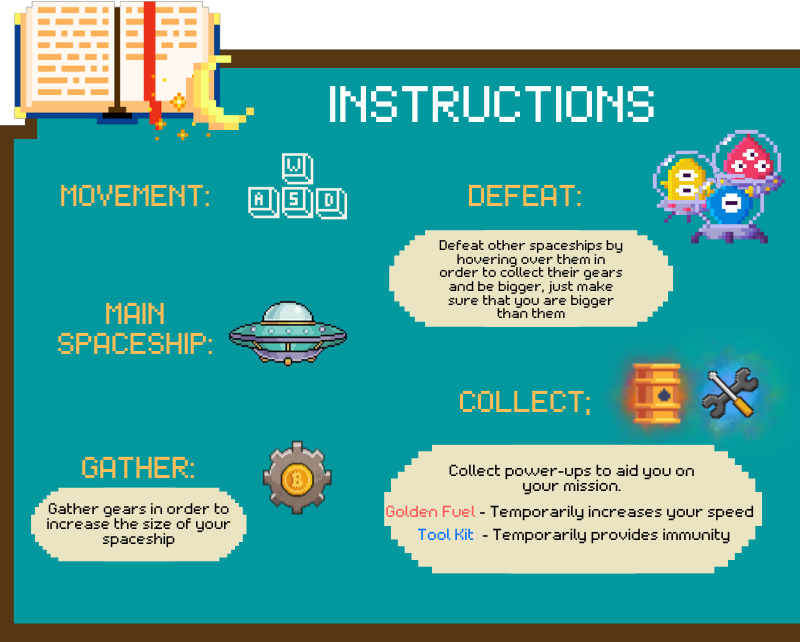 INSTRUCTIONS
MOVEMENT:
W
A S D
MAIN
SPACESHIP:
GATHER:
B
Gather gears in order to
increase the size of your
spaceship
DEFEAT:
Defeat other spaceships by
hovering over them in
order to collect their gears
and be bigger, just make
sure that you are bigger
than them
COLLECT;
Collect power-ups to aid you on
your mission.
Golden Fuel - Temporarily increases your speed
Tool Kit - Temporarily provides immunity